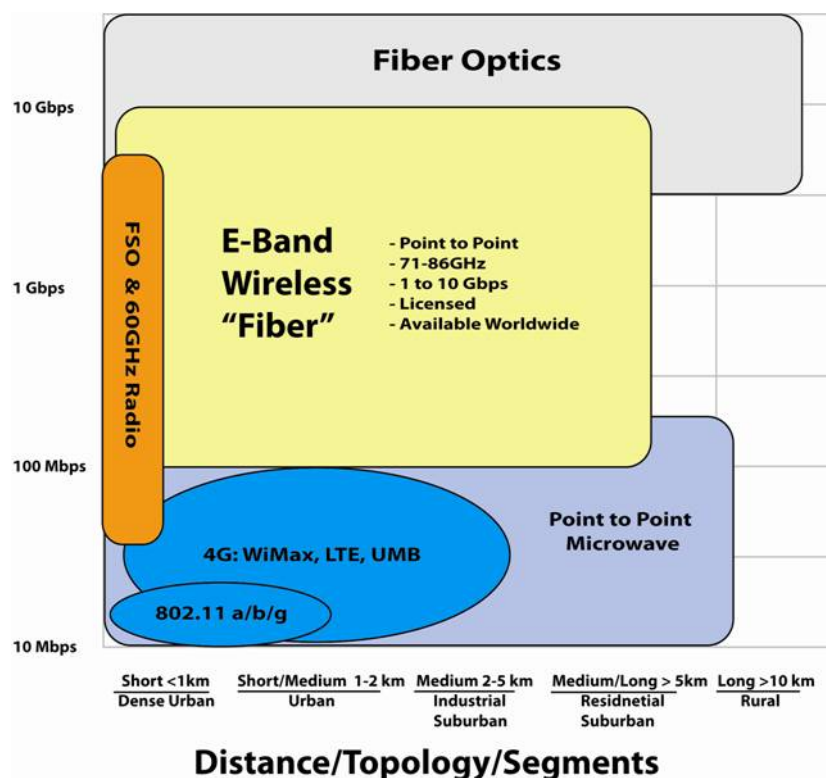 Fiber Optics
10 Gbps
E-Band
Wireless
“Fiber”
- Point to Point
- 71-86GHz
- 1 to 10 Gbps
- Licensed
- Available Worldwide
FSO & 60GHz Radio
1 Gbps
100 Mbps
Point to Point
Microwave
4G: WiMax, LTE, UMB
802.11 a/b/g
10 Mbps
Short <1km
Dense Urban
Short/Medium 1-2 km
Urban
Medium 2-5 km
Industrial
Suburban
Medium/Long > 5km
Residnetial
Suburban
Long >10 km
Rural
Distance/Topology/Segments